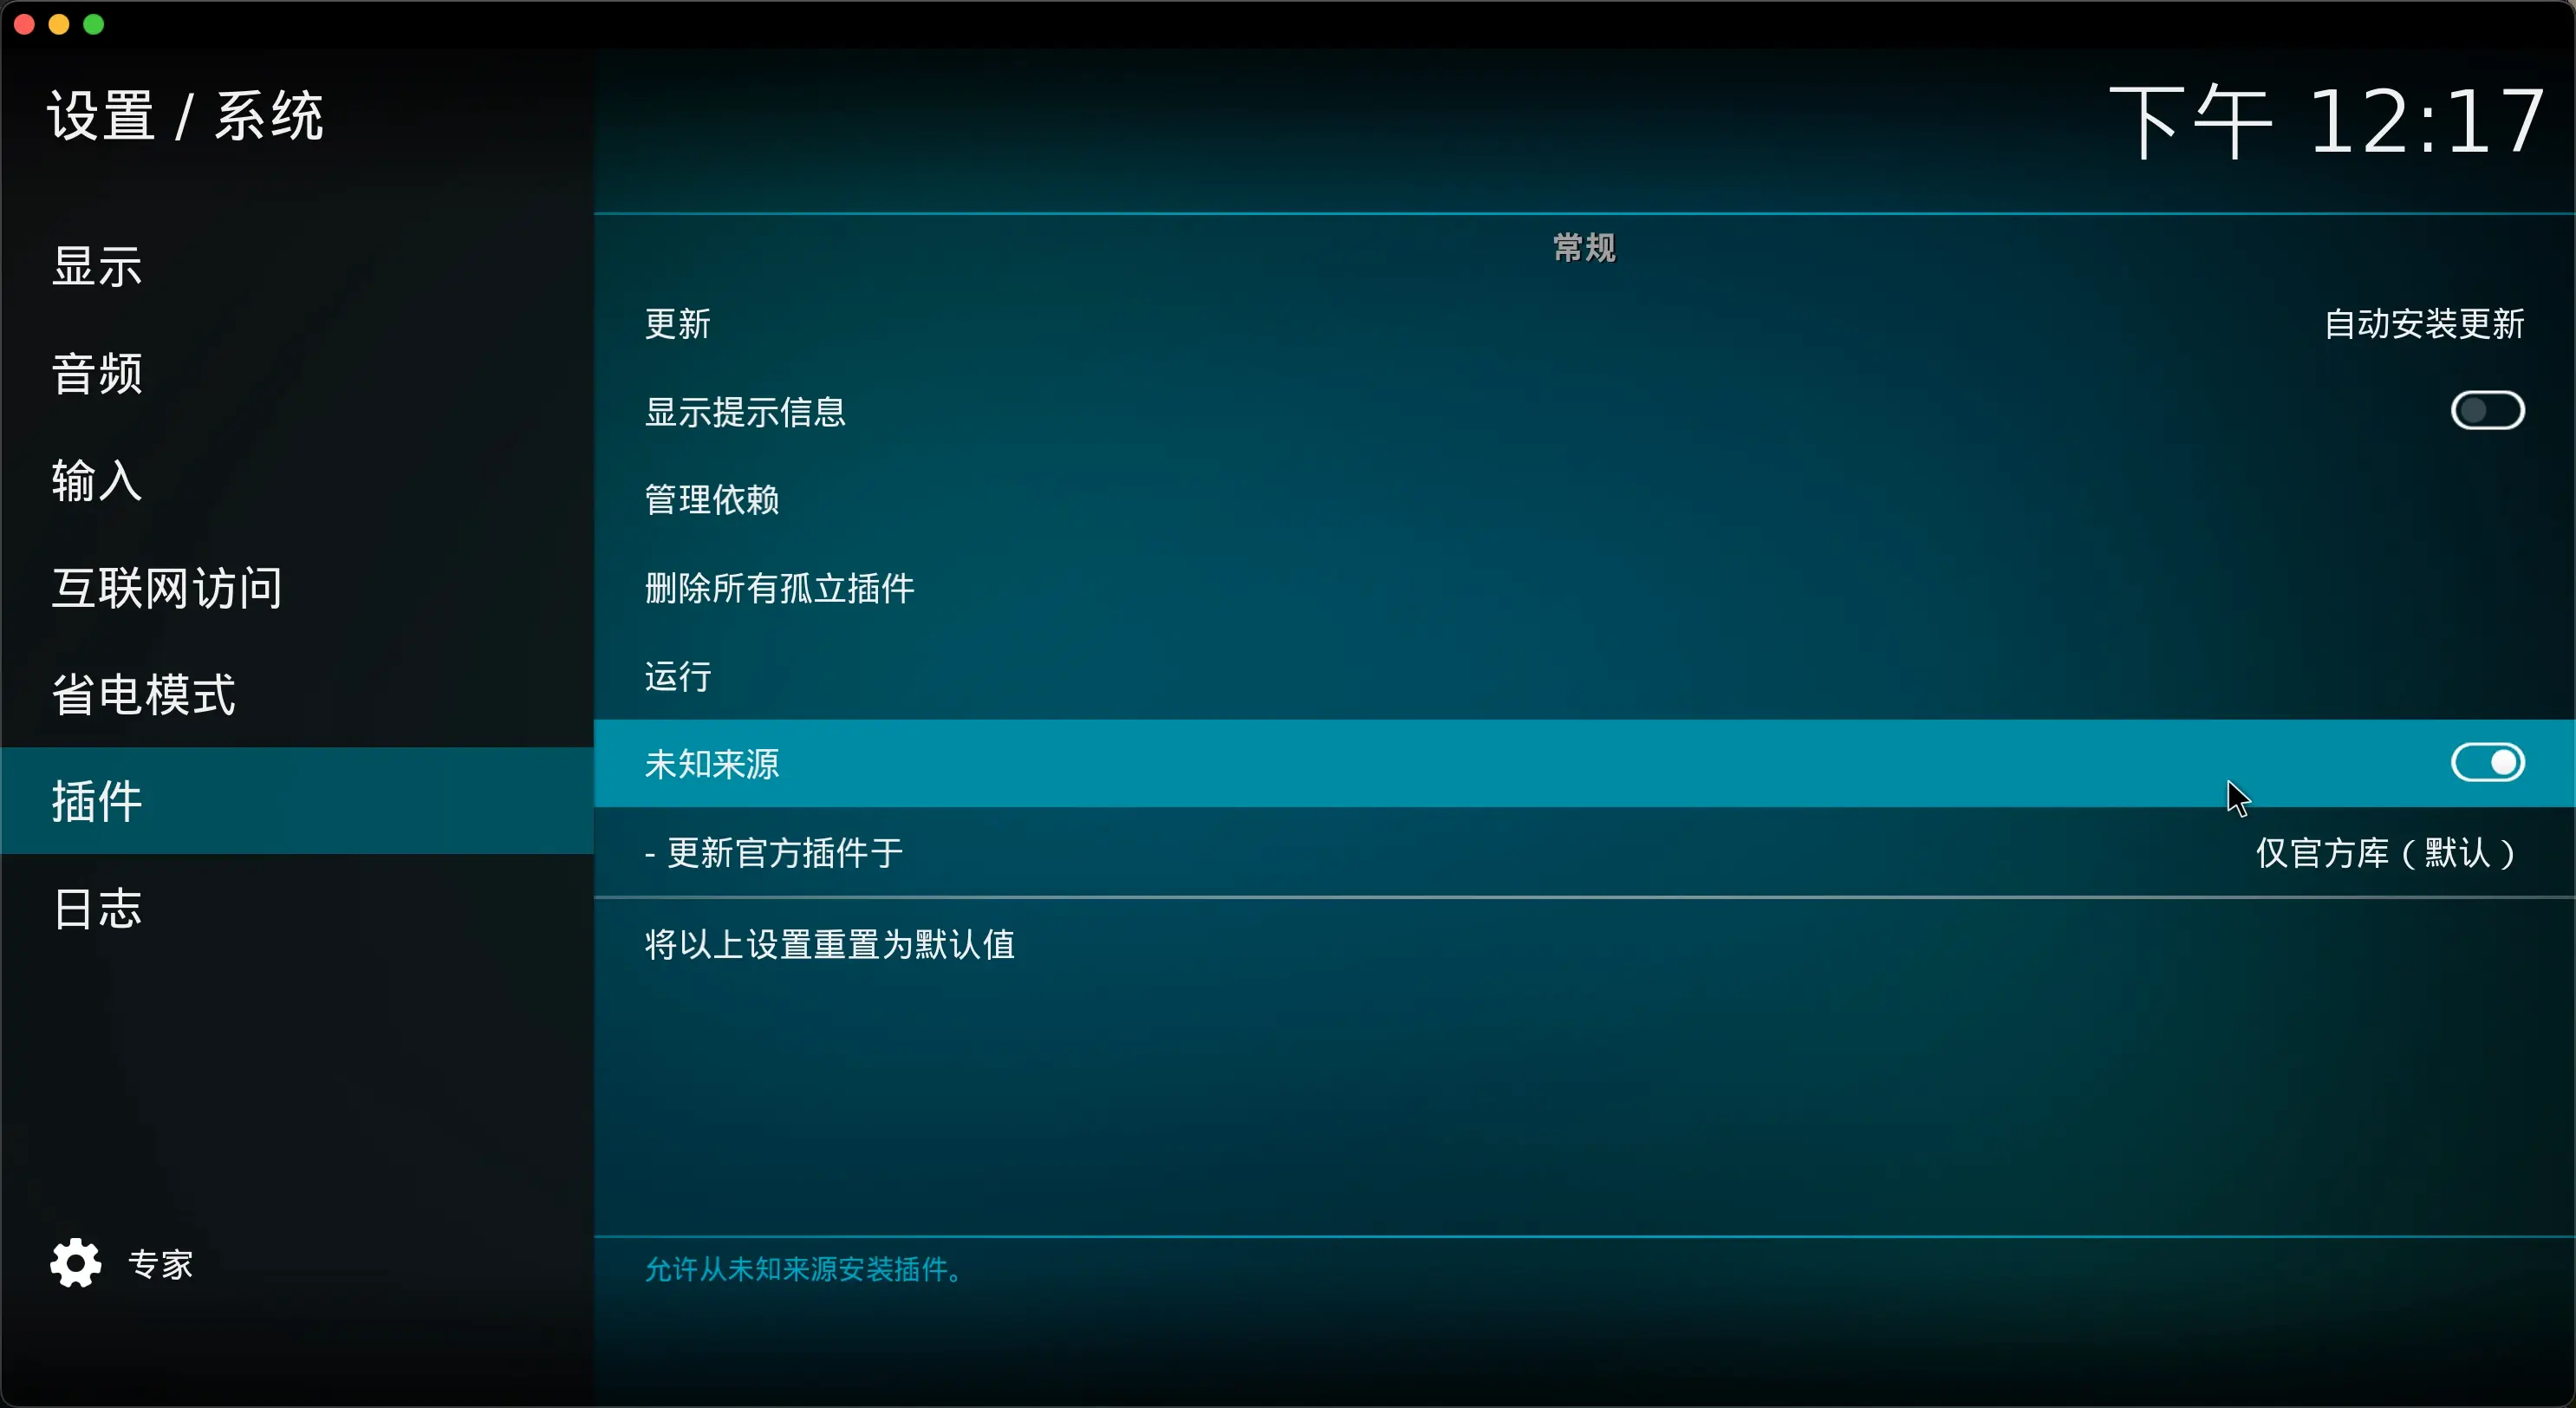 设置 / 系统
下午 12:17
显示
音频
输入
互联网访问
省电模式
插件
日志
专家
常规
更新
自动安装更新
显示提示信息
管理依赖
删除所有孤立插件
运行
未知来源
- 更新官方插件于
仅官方库（默认）
将以上设置重置为默认值
允许从未知来源安装插件。